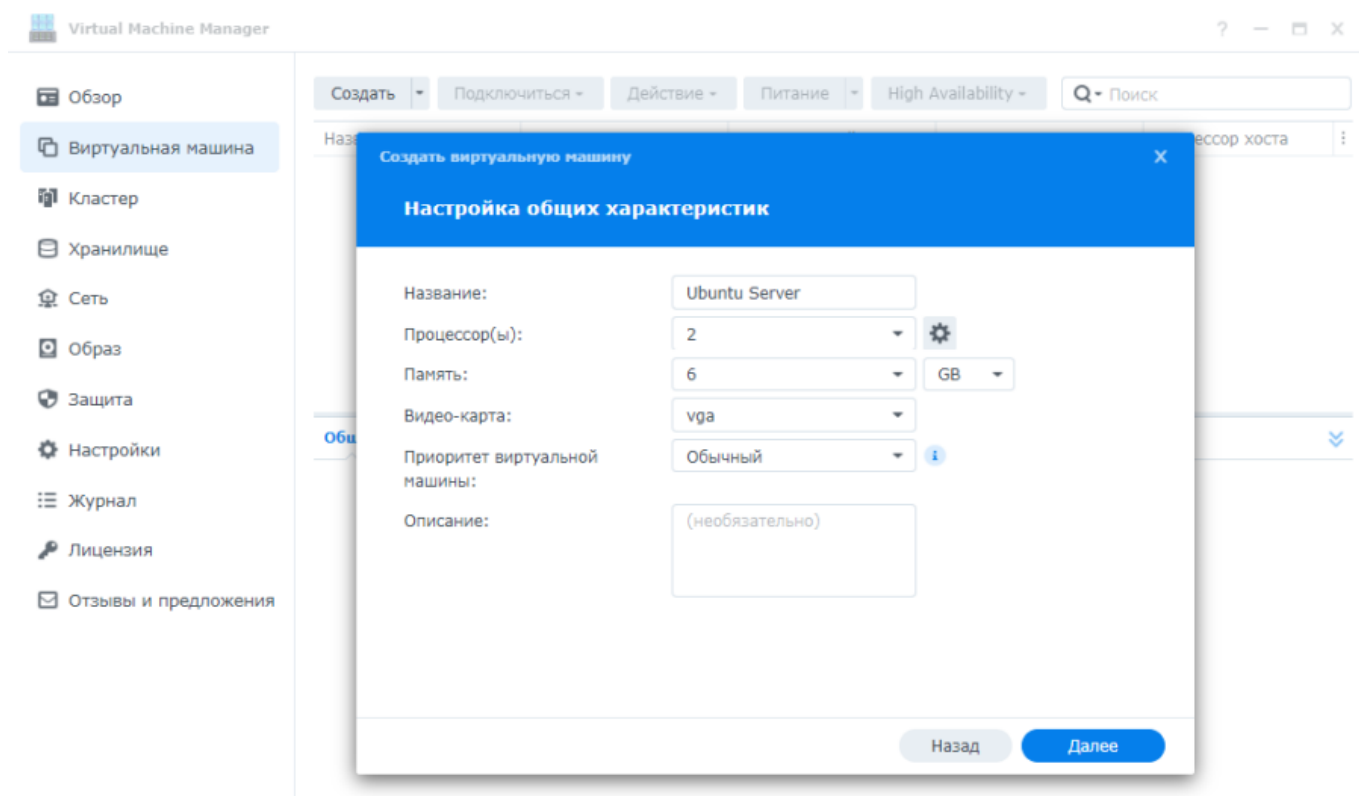 Virtual Machine Manager
?
Обзор
Виртуальная машина
Кластер
Хранилище
Сеть
Образ
Защита
Настройки
Журнал
Лицензия
Отзывы и предложения
Создать Подключиться Действие Питание High Availability Поиск
Создать виртуальную машину
Настройка общих характеристик
Название: Ubuntu Server
Процессор(ы): 2
Память: 6 GB
Видео-карта: vga
Приоритет виртуальной Обычный
машины:
Описание: (необязательно)
Назад Далее
хоста